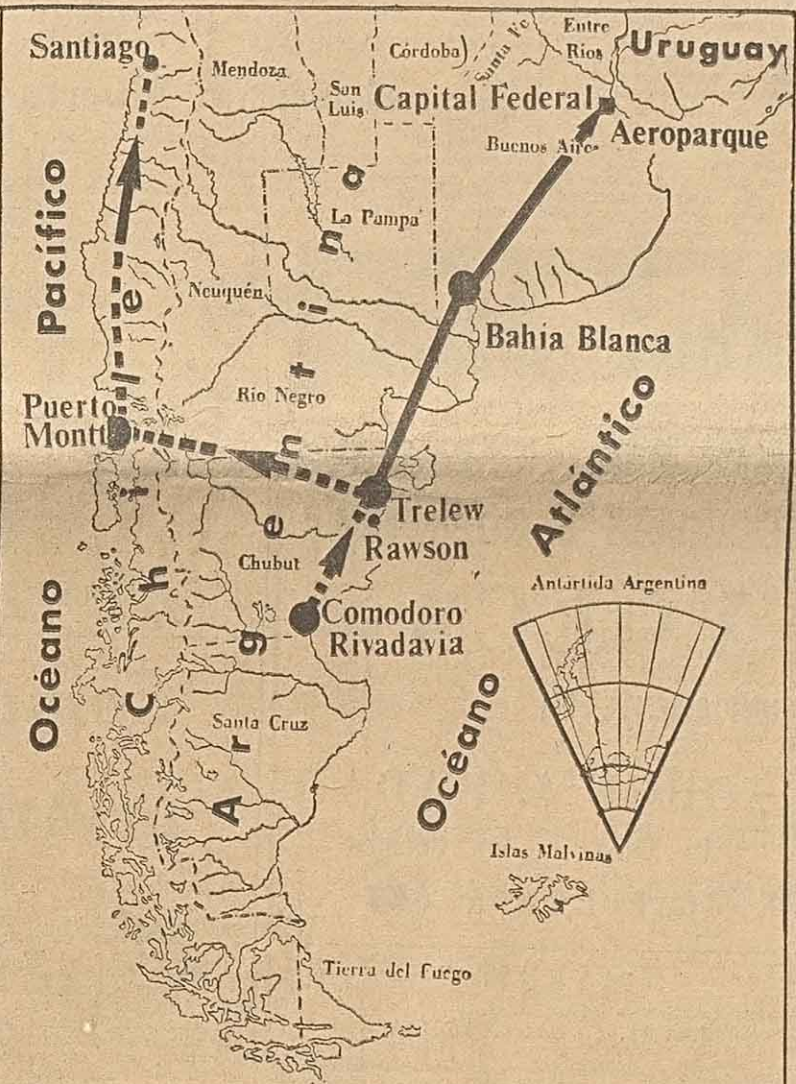 Santiago
Mendoza
San
Luis
Córdoba
Santa Fe
Entre
Ríos
Uruguay
Capital Federal
Aeroparque
Buenos Aires
La Pampa
Pacífico
Neuquén
Bahía Blanca
Río Negro
Puerto
Montt
Atlántico
Trelew
Rawson
Chubut
Comodoro
Rivadavia
Antártida Argentina
Océano
Chile
Argentina
Santa Cruz
Océano
Islas Malvinas
Tierra del Fuego